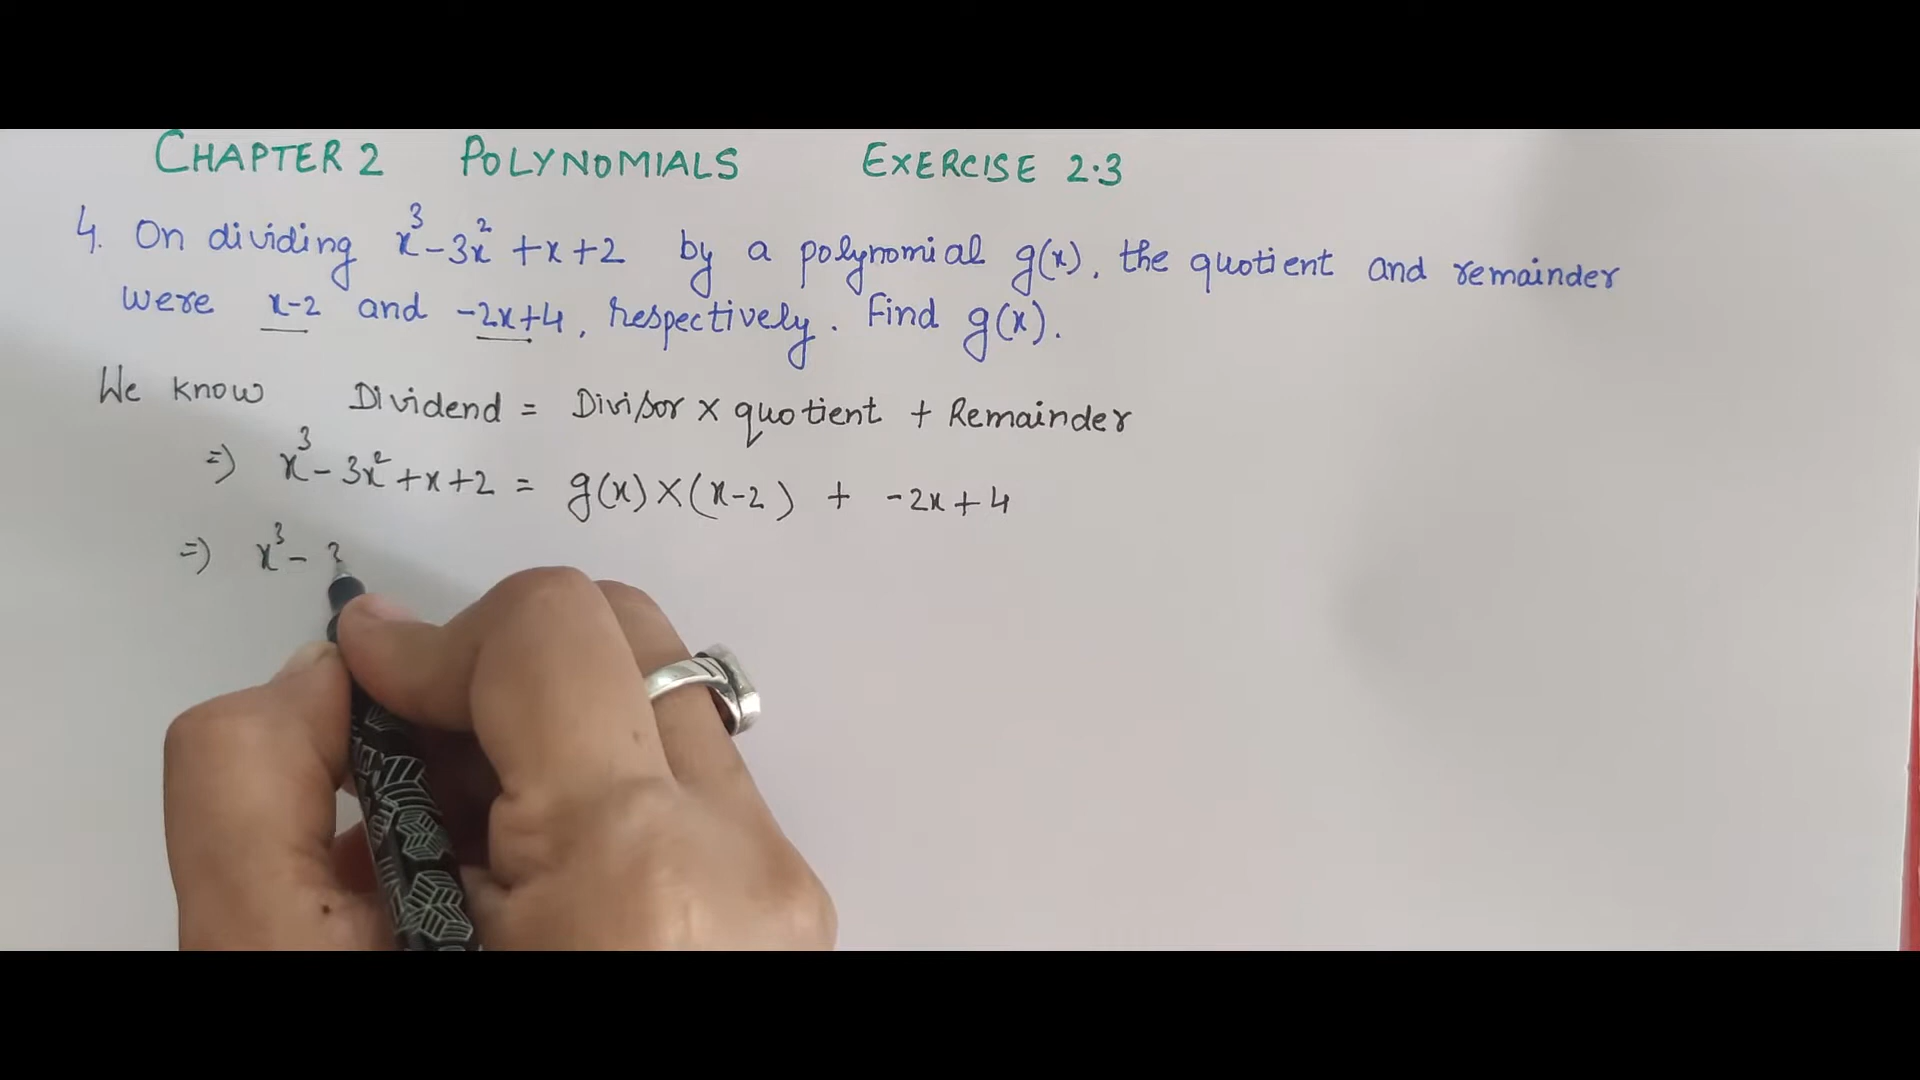 CHAPTER 2 POLYNOMIALS EXERCISE 2.3
4. On dividing x³-3x²+x+2 by a polynomial g(x), the quotient and remainder
were x-2 and -2x+4, respectively. Find g(x).
We know Dividend = Divisor × quotient + Remainder
=) x³-3x²+x+2 = g(x)×(x-2) + -2x+4
=) x³-3